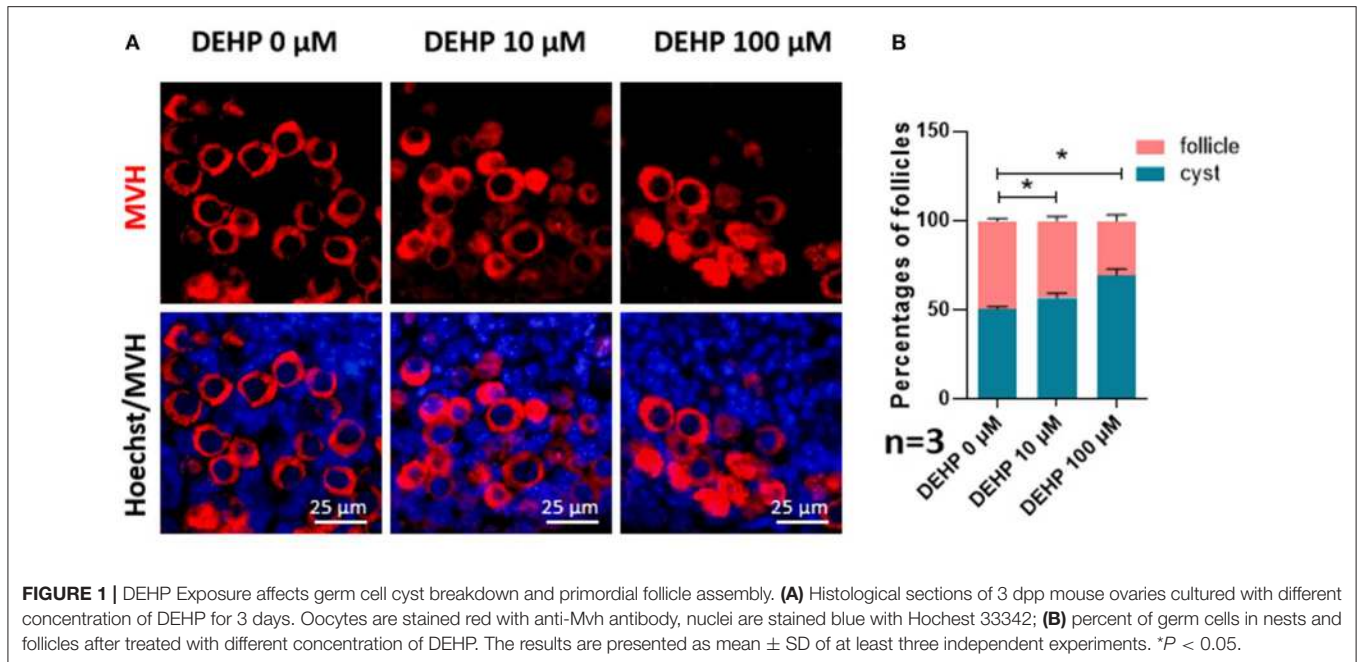 A
DEHP 0 µM
DEHP 10 µM
DEHP 100 µM
MVH
Hoechst/MVH
25 µm
25 µm
25 µm
B
Percentages of follicles
150
100
50
0
follicle
cyst
*
*
n=3
DEHP 0 µM
DEHP 10 µM
DEHP 100 µM
FIGURE 1 | DEHP Exposure affects germ cell cyst breakdown and primordial follicle assembly. (A) Histological sections of 3 dpp mouse ovaries cultured with different
concentration of DEHP for 3 days. Oocytes are stained red with anti-Mvh antibody, nuclei are stained blue with Hochest 33342; (B) percent of germ cells in nests and
follicles after treated with different concentration of DEHP. The results are presented as mean ± SD of at least three independent experiments. *P < 0.05.